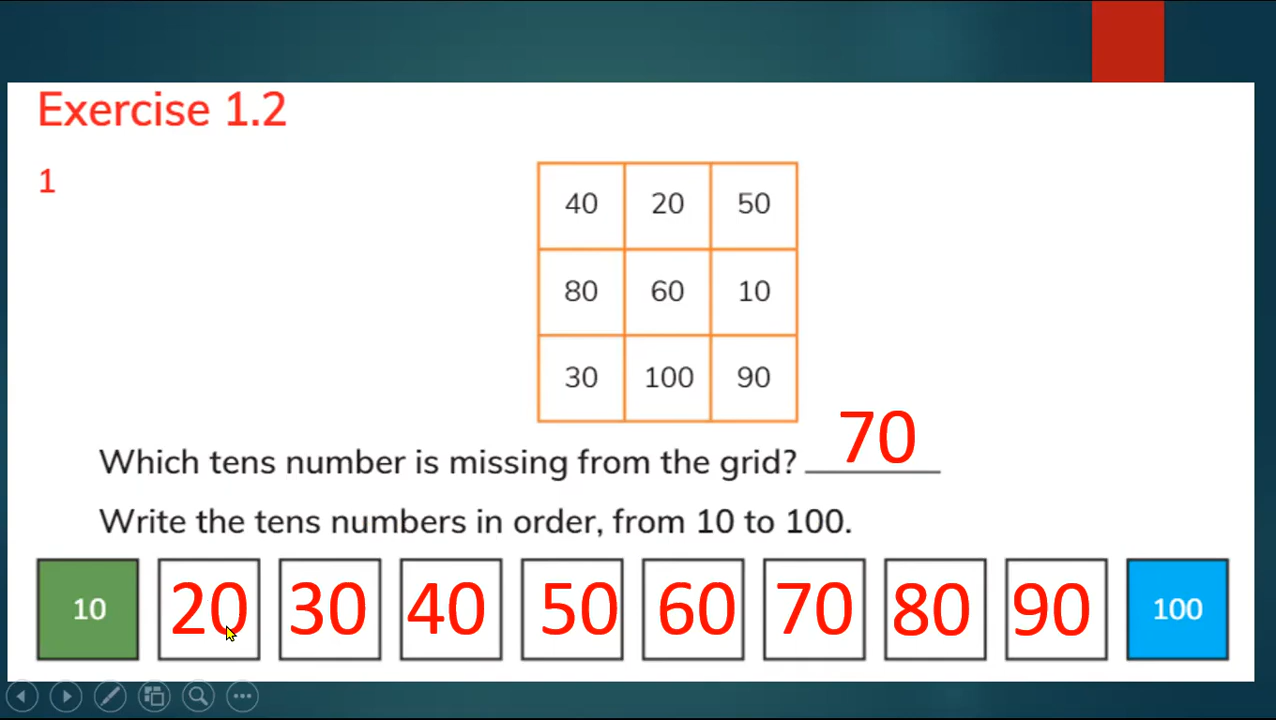 Exercise 1.2
1
40 20 50
80 60 10
30 100 90
Which tens number is missing from the grid? 70
Write the tens numbers in order, from 10 to 100.
10 20 30 40 50 60 70 80 90 100